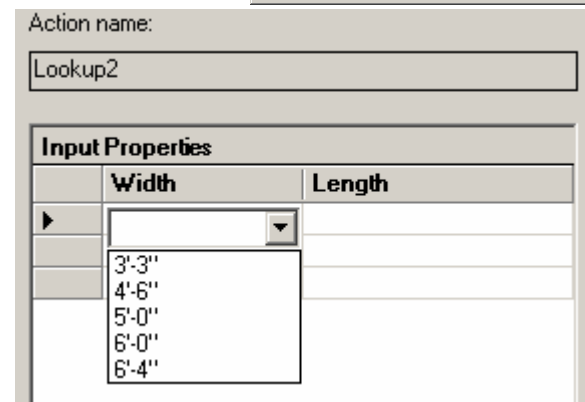 Action name:
Lookup2
Input Properties
Width Length
3'-3"
4'-6"
5'-0"
6'-0"
6'-4"